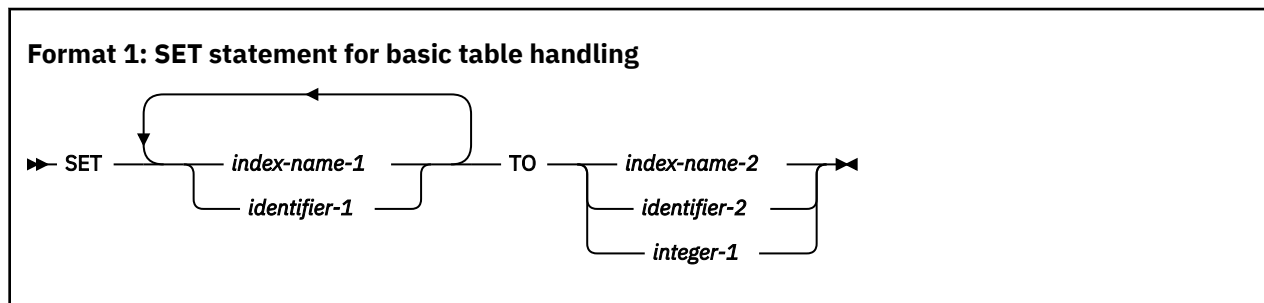 Format 1: SET statement for basic table handling
SET index-name-1 TO index-name-2
identifier-1 identifier-2
integer-1